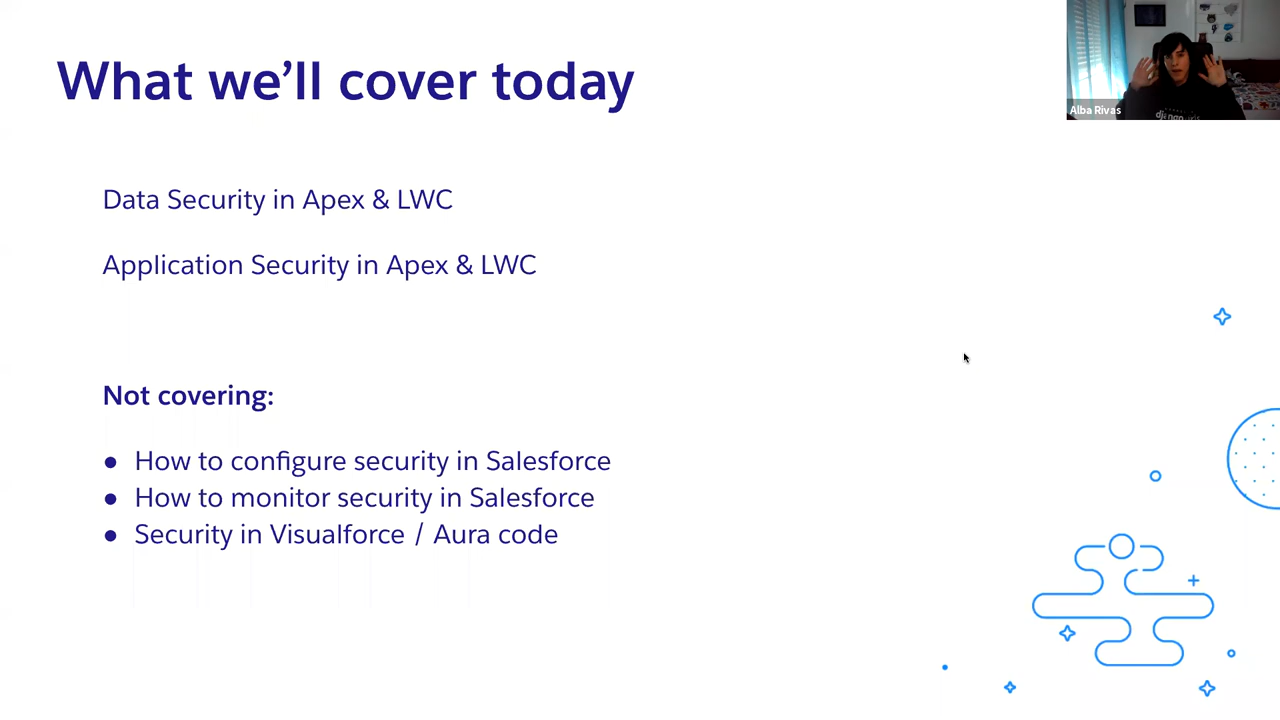 What we’ll cover today
Alba Rivas
Data Security in Apex & LWC
Application Security in Apex & LWC
Not covering:
● How to configure security in Salesforce
● How to monitor security in Salesforce
● Security in Visualforce / Aura code